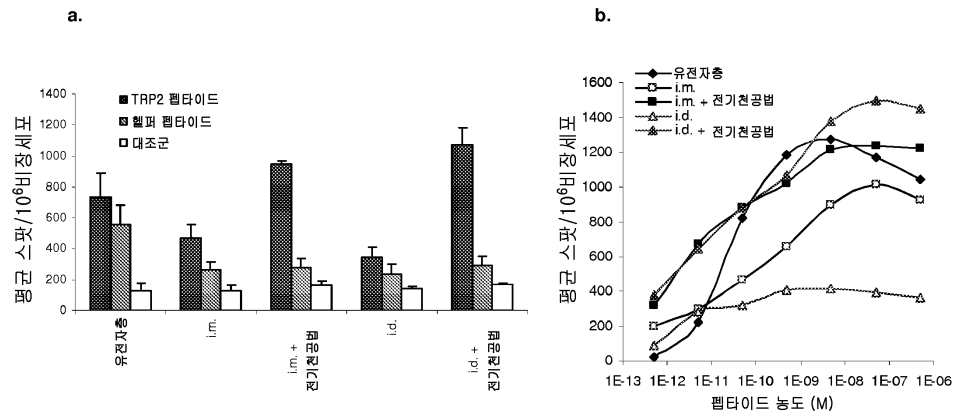 a.
평균 스팟/10⁶비장세포
1400
1200
1000
800
600
400
200
0
TRP2 펩타이드
헬퍼 펩타이드
대조군
유전자총
i.m.
i.m. +
전기천공법
i.d.
i.d. +
전기천공법
b.
평균 스팟/10⁶비장세포
1600
1400
1200
1000
800
600
400
200
0
유전자총
i.m.
i.m. + 전기천공법
i.d.
i.d. + 전기천공법
1E-13 1E-12 1E-11 1E-10 1E-09 1E-08 1E-07 1E-06
펩타이드 농도 (M)